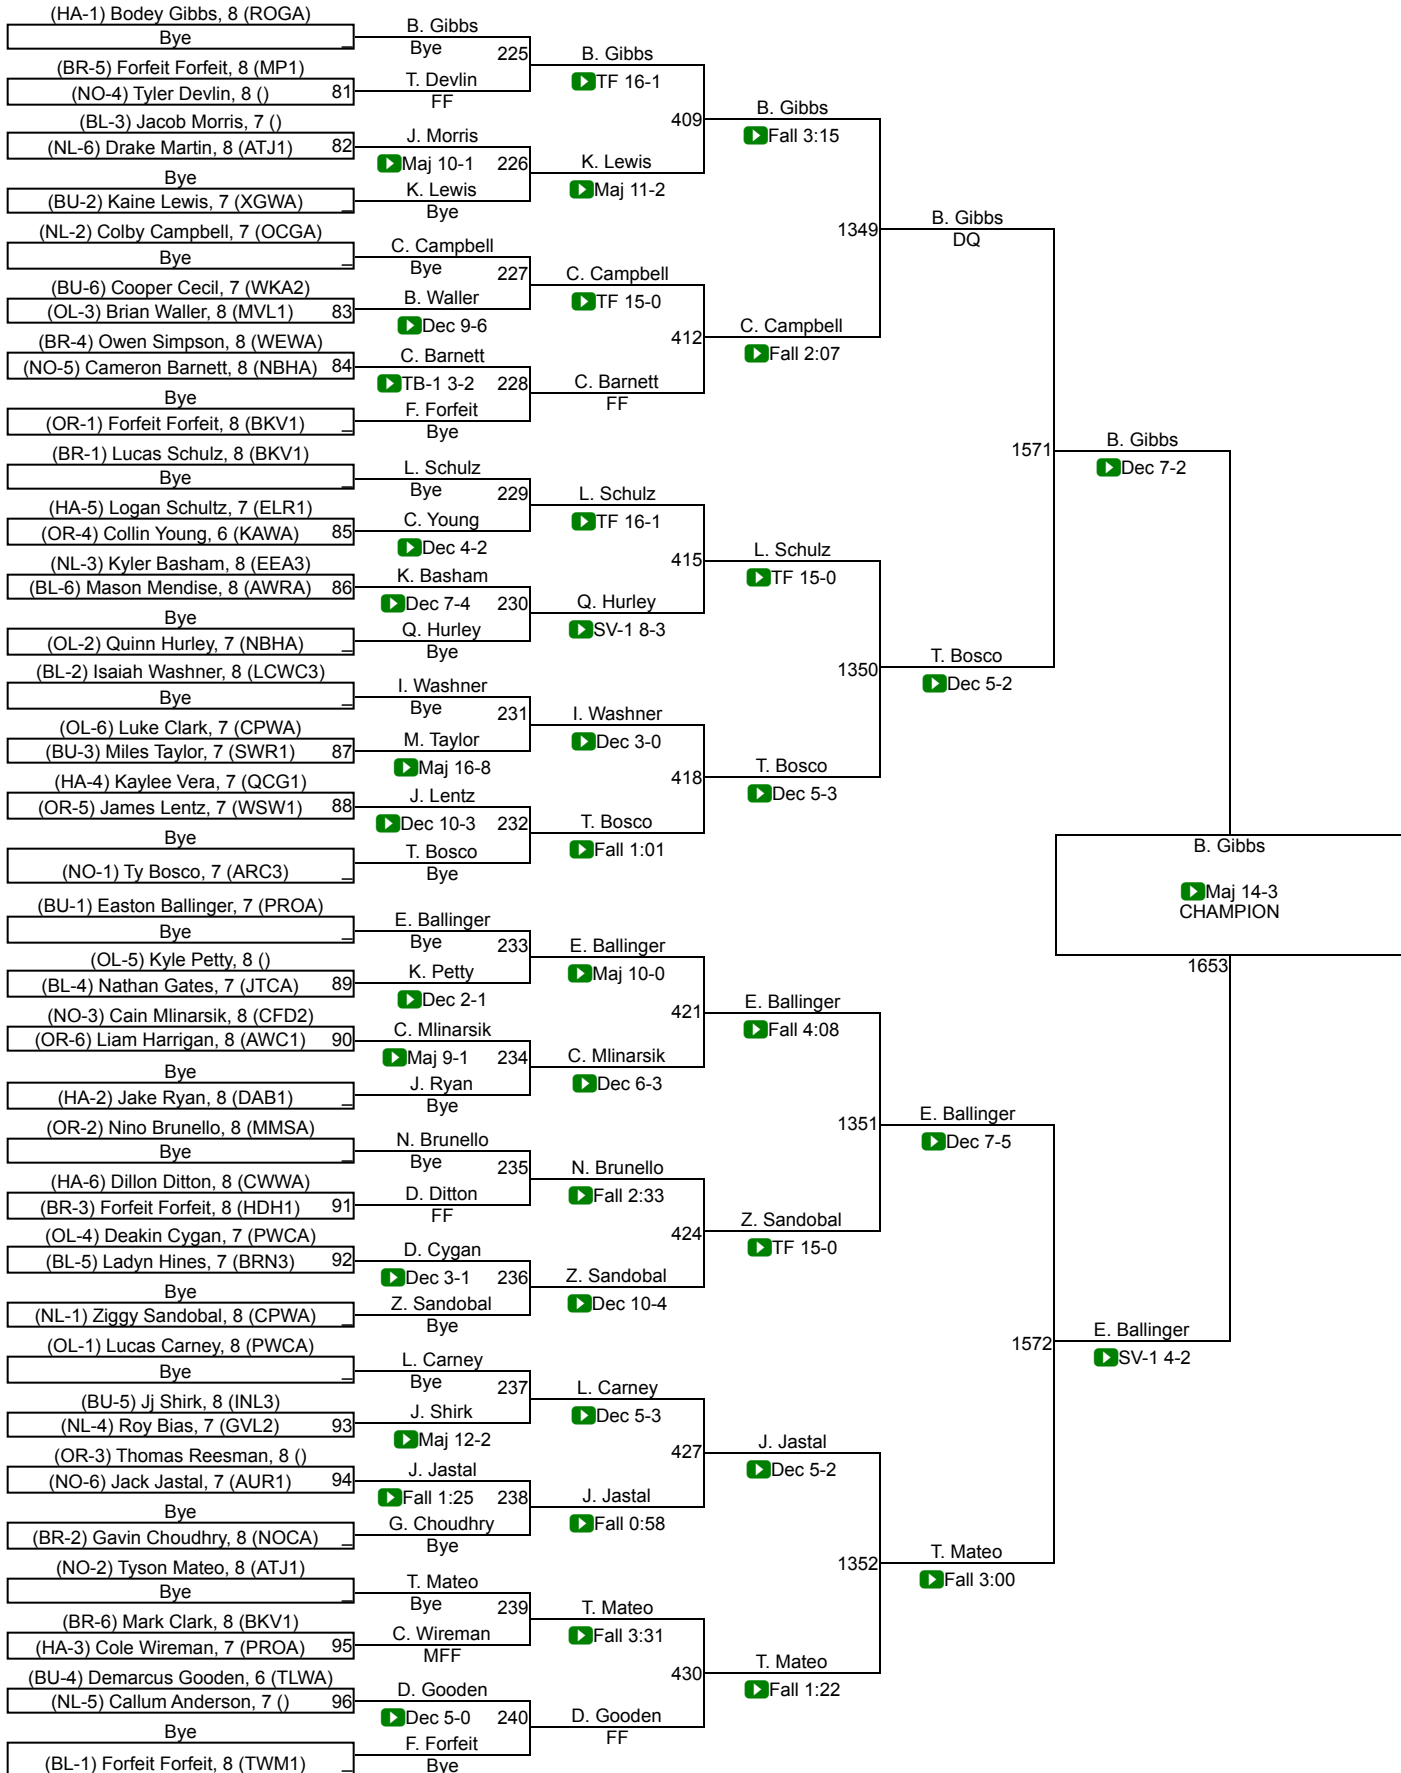 (HA-1) Bodey Gibbs, 8 (ROGA)
Bye _
(BR-5) Forfeit Forfeit, 8 (MP1)
(NO-4) Tyler Devlin, 8 () 81
(BL-3) Jacob Morris, 7 ()
(NL-6) Drake Martin, 8 (ATJ1) 82
Bye
(BU-2) Kaine Lewis, 7 (XGWA) _
(NL-2) Colby Campbell, 7 (OCGA)
Bye _
(BU-6) Cooper Cecil, 7 (WKA2)
(OL-3) Brian Waller, 8 (MVL1) 83
(BR-4) Owen Simpson, 8 (WEWA)
(NO-5) Cameron Barnett, 8 (NBHA) 84
Bye
(OR-1) Forfeit Forfeit, 8 (BKV1) _
(BR-1) Lucas Schulz, 8 (BKV1)
Bye _
(HA-5) Logan Schultz, 7 (ELR1)
(OR-4) Collin Young, 6 (KAWA) 85
(NL-3) Kyler Basham, 8 (EEA3)
(BL-6) Mason Mendise, 8 (AWRA) 86
Bye
(OL-2) Quinn Hurley, 7 (NBHA) _
(BL-2) Isaiah Washner, 8 (LCWC3)
Bye _
(OL-6) Luke Clark, 7 (CPWA)
(BU-3) Miles Taylor, 7 (SWR1) 87
(HA-4) Kaylee Vera, 7 (QCG1)
(OR-5) James Lentz, 7 (WSW1) 88
Bye
(NO-1) Ty Bosco, 7 (ARC3) _
(BU-1) Easton Ballinger, 7 (PROA)
Bye _
(OL-5) Kyle Petty, 8 ()
(BL-4) Nathan Gates, 7 (JTCA) 89
(NO-3) Cain Mlinarsik, 8 (CFD2)
(OR-6) Liam Harrigan, 8 (AWC1) 90
Bye
(HA-2) Jake Ryan, 8 (DAB1) _
(OR-2) Nino Brunello, 8 (MMSA)
Bye _
(HA-6) Dillon Ditton, 8 (CWWA)
(BR-3) Forfeit Forfeit, 8 (HDH1) 91
(OL-4) Deakin Cygan, 7 (PWCA)
(BL-5) Ladyn Hines, 7 (BRN3) 92
Bye
(NL-1) Ziggy Sandobal, 8 (CPWA) _
(OL-1) Lucas Carney, 8 (PWCA)
Bye _
(BU-5) Jj Shirk, 8 (INL3)
(NL-4) Roy Bias, 7 (GVL2) 93
(OR-3) Thomas Reesman, 8 ()
(NO-6) Jack Jastal, 7 (AUR1) 94
Bye
(BR-2) Gavin Choudhry, 8 (NOCA) _
(NO-2) Tyson Mateo, 8 (ATJ1)
Bye _
(BR-6) Mark Clark, 8 (BKV1)
(HA-3) Cole Wireman, 7 (PROA) 95
(BU-4) Demarcus Gooden, 6 (TLWA)
(NL-5) Callum Anderson, 7 () 96
Bye
(BL-1) Forfeit Forfeit, 8 (TWM1) _
B. Gibbs
Bye 225
T. Devlin
FF
J. Morris
Maj 10-1 226
K. Lewis
Bye
C. Campbell
Bye 227
B. Waller
Dec 9-6
C. Barnett
TB-1 3-2 228
F. Forfeit
Bye
L. Schulz
Bye 229
C. Young
Dec 4-2
K. Basham
Dec 7-4 230
Q. Hurley
Bye
I. Washner
Bye 231
M. Taylor
Maj 16-8
J. Lentz
Dec 10-3 232
T. Bosco
Bye
E. Ballinger
Bye 233
K. Petty
Dec 2-1
C. Mlinarsik
Maj 9-1 234
J. Ryan
Bye
N. Brunello
Bye 235
D. Ditton
FF
D. Cygan
Dec 3-1 236
Z. Sandobal
Bye
L. Carney
Bye 237
J. Shirk
Maj 12-2
J. Jastal
Fall 1:25 238
G. Choudhry
Bye
T. Mateo
Bye 239
C. Wireman
MFF
D. Gooden
Dec 5-0 240
F. Forfeit
Bye
B. Gibbs
TF 16-1
409
K. Lewis
Maj 11-2
C. Campbell
TF 15-0
412
C. Barnett
FF
L. Schulz
TF 16-1
415
Q. Hurley
SV-1 8-3
I. Washner
Dec 3-0
418
T. Bosco
Fall 1:01
E. Ballinger
Maj 10-0
421
C. Mlinarsik
Dec 6-3
N. Brunello
Fall 2:33
424
Z. Sandobal
Dec 10-4
L. Carney
Dec 5-3
427
J. Jastal
Fall 0:58
T. Mateo
Fall 3:31
430
D. Gooden
FF
B. Gibbs
Fall 3:15
1349
C. Campbell
Fall 2:07
L. Schulz
TF 15-0
1350
T. Bosco
Dec 5-3
E. Ballinger
Fall 4:08
1351
Z. Sandobal
TF 15-0
J. Jastal
Dec 5-2
1352
T. Mateo
Fall 1:22
B. Gibbs
DQ
1571
T. Bosco
Dec 5-2
E. Ballinger
Dec 7-5
1572
T. Mateo
Fall 3:00
B. Gibbs
Dec 7-2
E. Ballinger
SV-1 4-2
B. Gibbs
Maj 14-3
CHAMPION
1653